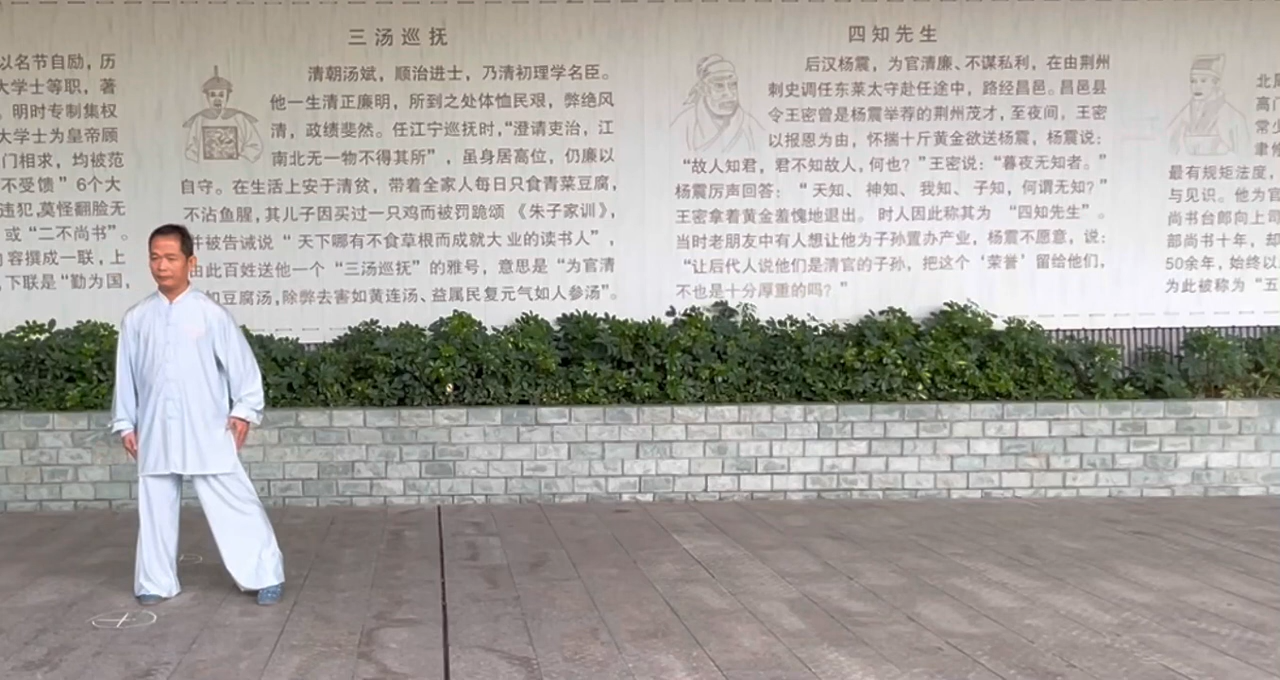 以名节自励，历
大学士等职，著
，明时专制集权
大学士为皇帝顾
门相求，均被范
不受馈”6个大
违犯,莫怪翻脸无
或“二不尚书”。
容撰成一联，上
下联是“勤为国，
三汤巡抚
清朝汤斌，顺治进士，乃清初理学名臣。
他一生清正廉明，所到之处体恤民艰，弊绝风
清，政绩斐然。任江宁巡抚时，“澄清吏治，江
南北无一物不得其所”，虽身居高位，仍廉以
自守。在生活上安于清贫，带着全家人每日只食青菜豆腐，
不沾鱼腥，其儿子因买过一只鸡而被罚跪颂《朱子家训》，
并被告诫说“天下哪有不食草根而成就大业的读书人”，
由此百姓送他一个“三汤巡抚”的雅号，意思是“为官清
如豆腐汤,除弊去害如黄连汤、益属民复元气如人参汤”。
四知先生
后汉杨震，为官清廉、不谋私利，在由荆州
刺史调任东莱太守赴任途中，路经昌邑。昌邑县
令王密曾是杨震举荐的荆州茂才，至夜间，王密
以报恩为由，怀揣十斤黄金欲送杨震，杨震说：
“故人知君，君不知故人，何也？”王密说：“暮夜无知者。”
杨震厉声回答：“天知、神知、我知、子知，何谓无知？”
王密拿着黄金羞愧地退出。时人因此称其为“四知先生”。
当时老朋友中有人想让他为子孙置办产业，杨震不愿意，说：
“让后代人说他们是清官的子孙，把这个‘荣誉’留给他们，
不也是十分厚重的吗？”
北
高
常
聿修
最有规矩法度，
与见识。他为官
尚书台郎向上司
部尚书十年，却
50余年，始终以
为此被称为“五